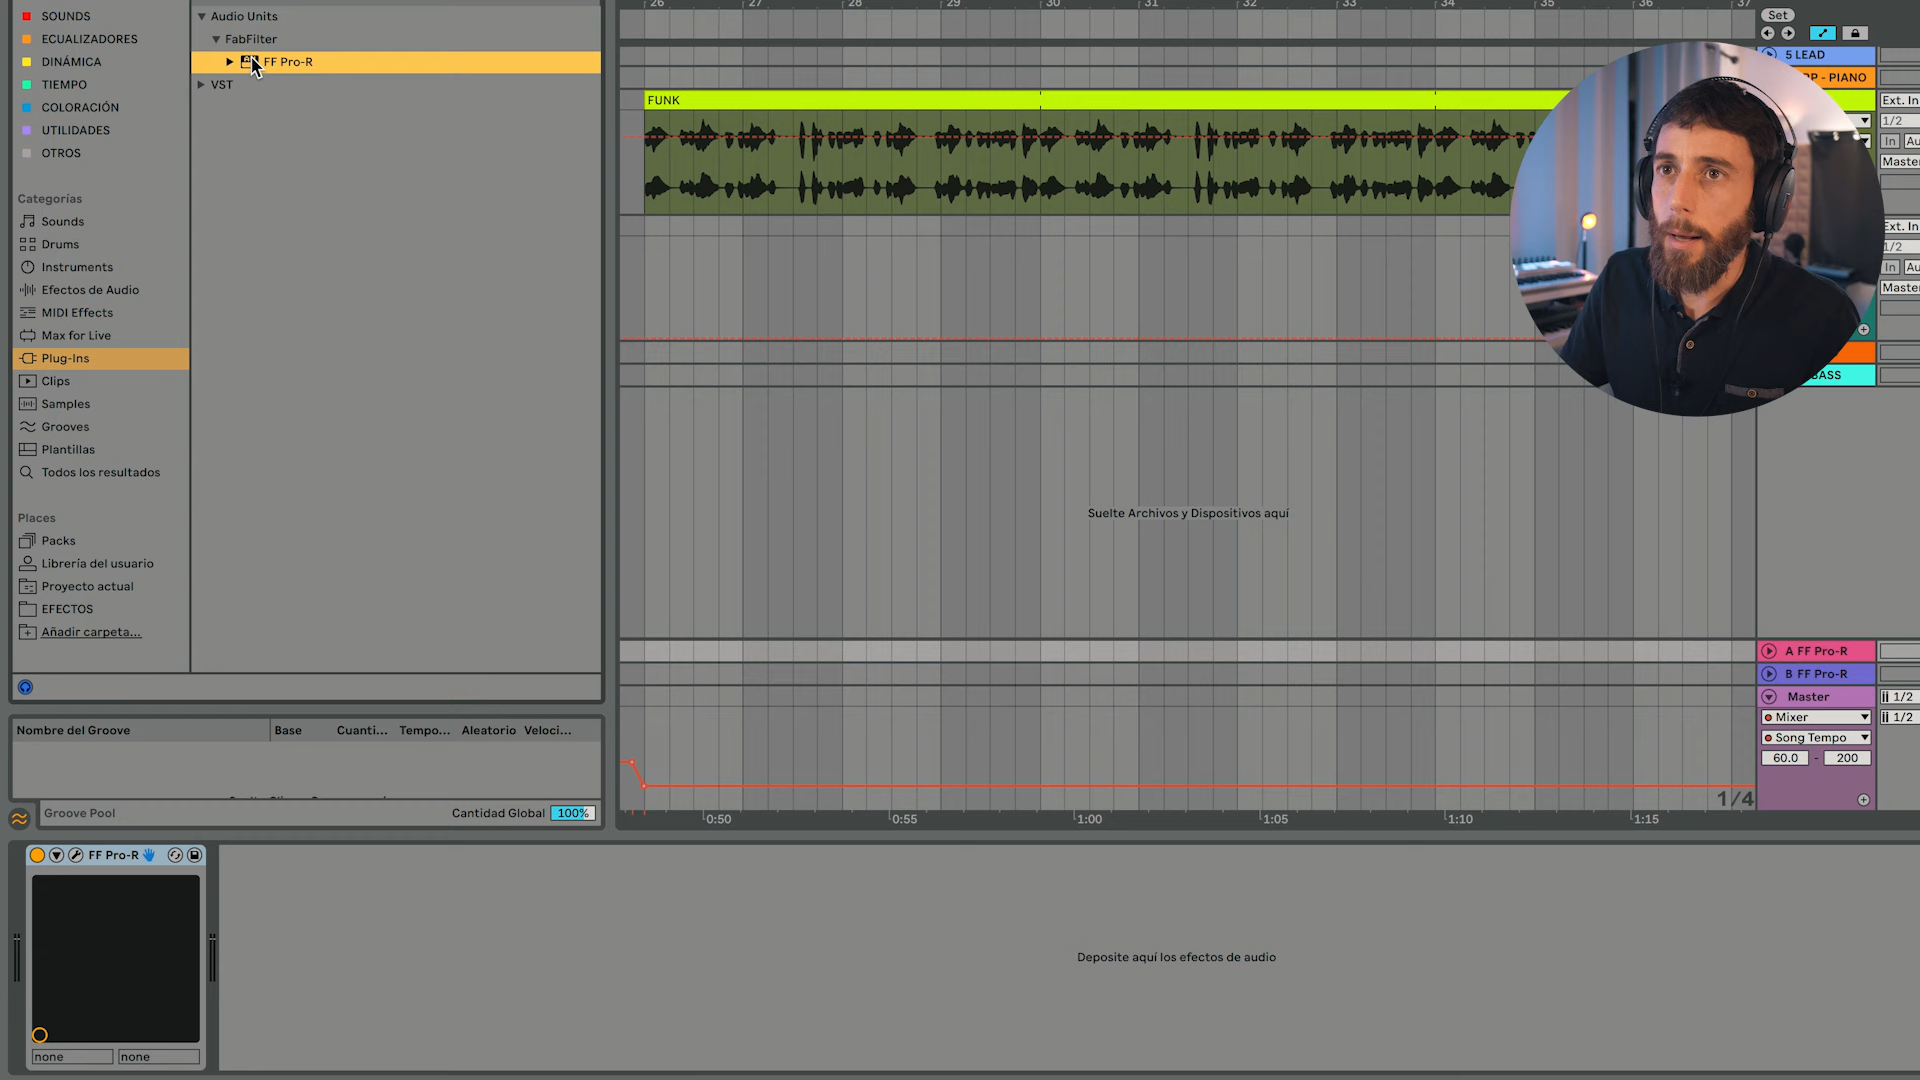 SOUNDS
ECUALIZADORES
DINÁMICA
TIEMPO
COLORACIÓN
UTILIDADES
OTROS
Categorías
Sounds
Drums
Instruments
Efectos de Audio
MIDI Effects
Max for Live
Plug-Ins
Clips
Samples
Grooves
Plantillas
Todos los resultados
Places
Packs
Librería del usuario
Proyecto actual
EFECTOS
Añadir carpeta...
Audio Units
FabFilter
FF Pro-R
VST
Nombre del Groove Base Cuanti... Tempo... Aleatorio Veloci...
Groove Pool Cantidad Global 100%
26 27 28 29 30 31 32 33 34 35 36 37
FUNK
Suelte Archivos y Dispositivos aquí
1/4
0:50 0:55 1:00 1:05 1:10 1:15
Set
5 LEAD
PIANO
Ext. In
1/2
In
Master
Ext. In
1/2
In
Master
BASS
A FF Pro-R
B FF Pro-R
Master 1/2
Mixer 1/2
Song Tempo
60.0 - 200
FF Pro-R
none none
Deposite aquí los efectos de audio